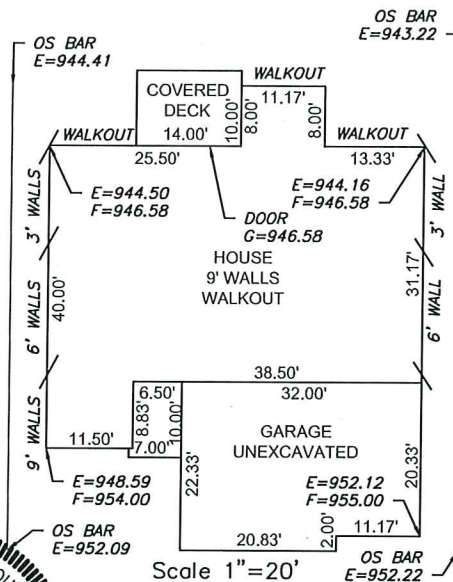 OS BAR
E=943.22
OS BAR
E=944.41
WALKOUT
COVERED
DECK
11.17'
10.00'
8.00'
8.00'
WALKOUT
14.00'
WALKOUT
25.50'
13.33'
E=944.50
F=946.58
E=944.16
F=946.58
3' WALLS
3' WALL
DOOR
G=946.58
HOUSE
9' WALLS
WALKOUT
31.17'
40.00'
6' WALLS
6' WALL
38.50'
6.50'
32.00'
8.83'
10.00'
9' WALLS
11.50'
7.00'
GARAGE
UNEXCAVATED
22.33'
20.33'
E=948.59
F=954.00
E=952.12
F=955.00
OS BAR
E=952.09
20.83'
2.00'
11.17'
Scale 1"=20'
OS BAR
E=952.22